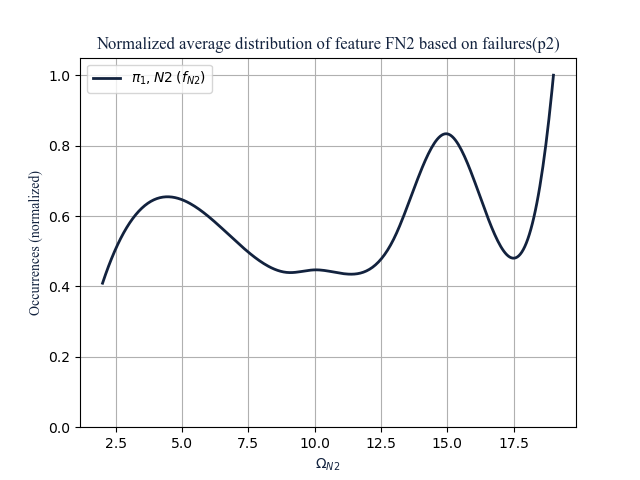 Normalized average distribution of feature FN2 based on failures(p2)
π₁, N2 (f_N2)
Occurrences (normalized)
1.0
0.8
0.6
0.4
0.2
0.0
2.5 5.0 7.5 10.0 12.5 15.0 17.5
Ω_N2